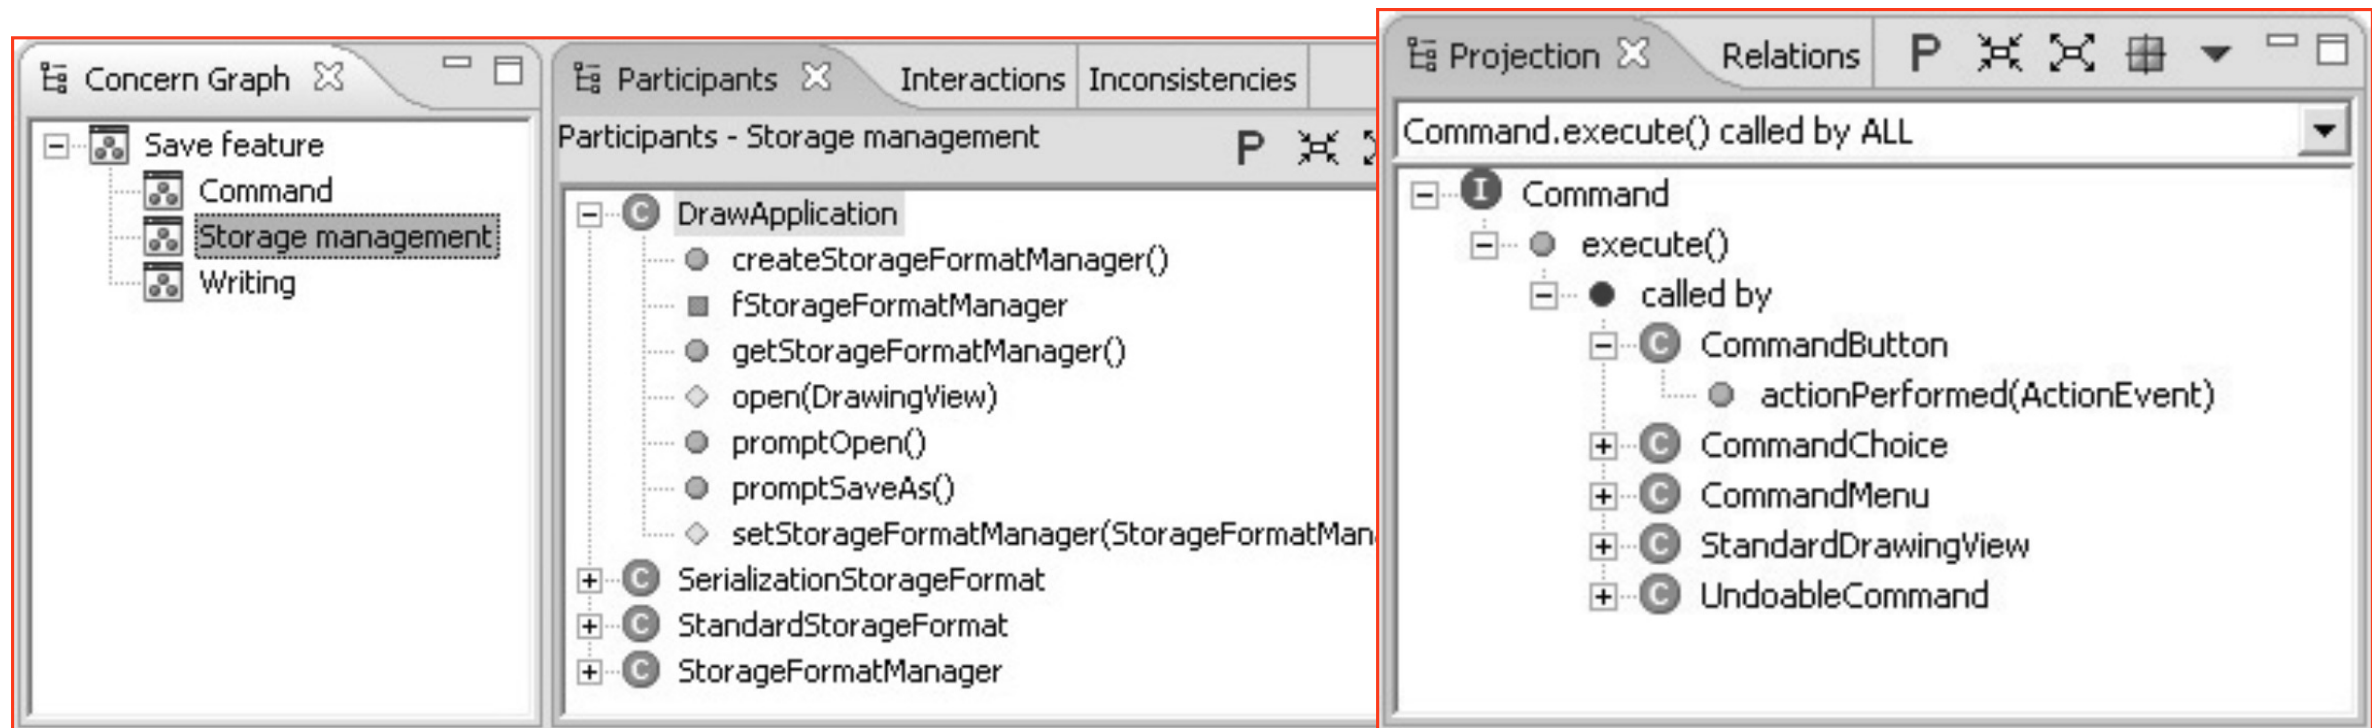 Concern Graph
Save feature
Command
Storage management
Writing
Participants Interactions Inconsistencies
Participants - Storage management P
C DrawApplication
createStorageFormatManager()
fStorageFormatManager
getStorageFormatManager()
open(DrawingView)
promptOpen()
promptSaveAs()
setStorageFormatManager(StorageFormatMan
C SerializationStorageFormat
C StandardStorageFormat
C StorageFormatManager
Projection Relations P
Command.execute() called by ALL
I Command
execute()
called by
C CommandButton
actionPerformed(ActionEvent)
C CommandChoice
C CommandMenu
C StandardDrawingView
C UndoableCommand